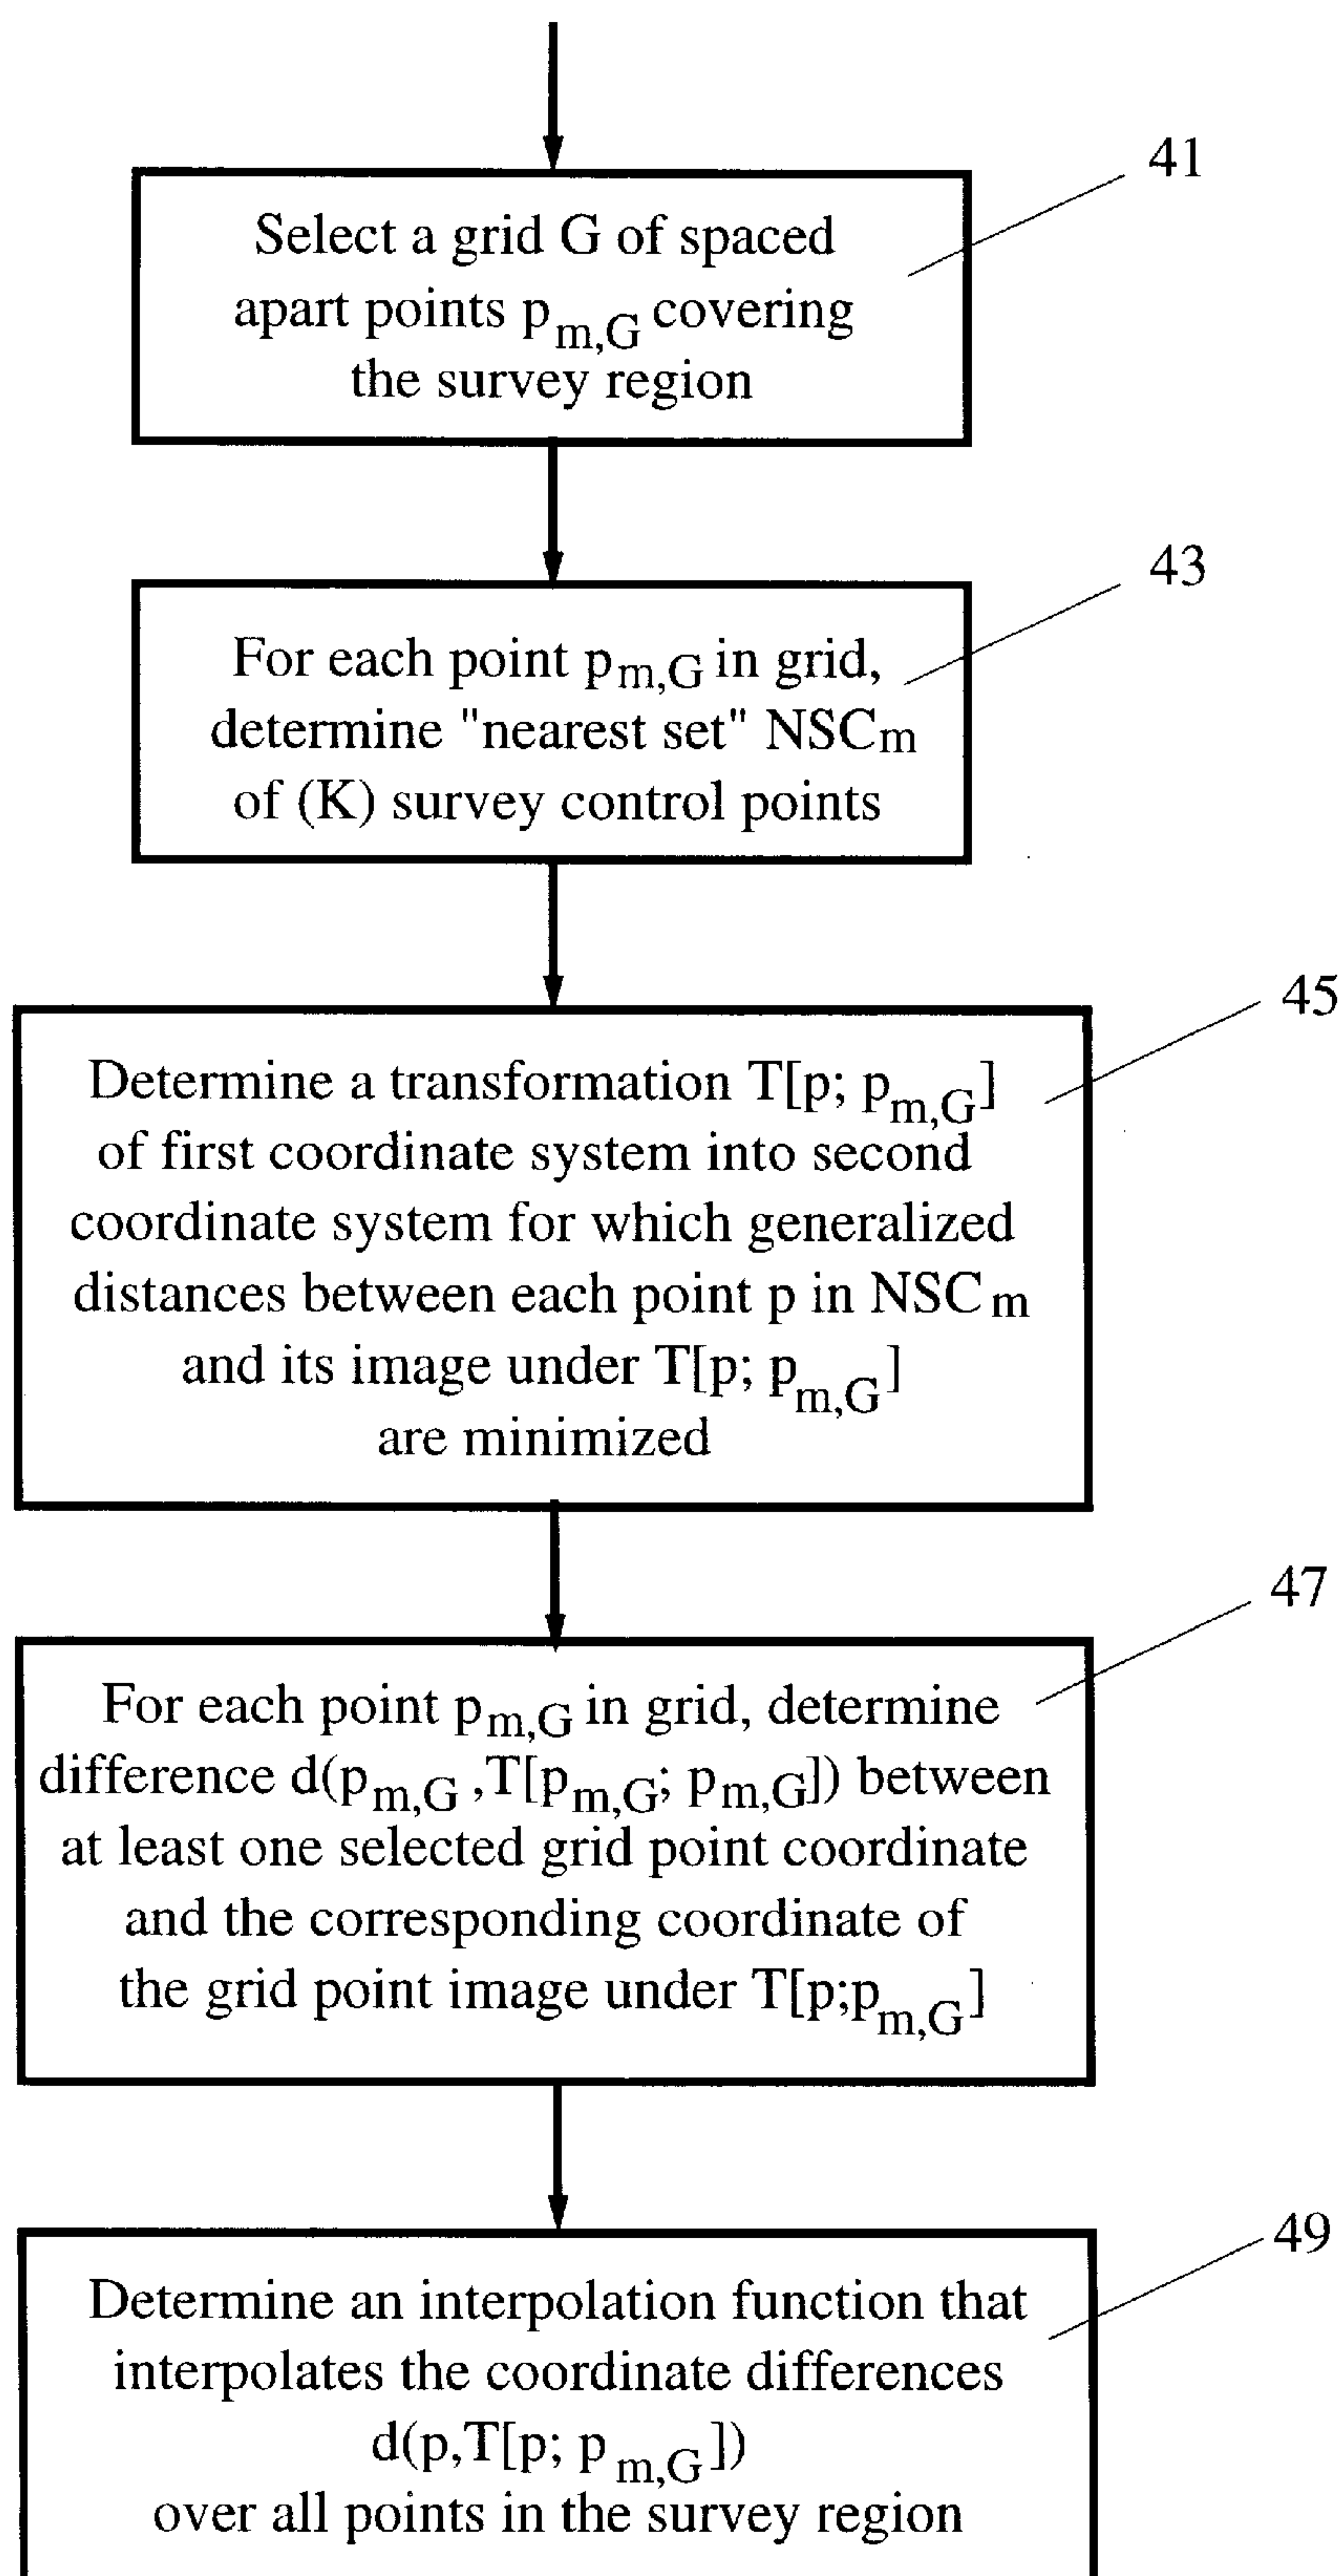 41
Select a grid G of spaced
apart points p_m,G covering
the survey region
43
For each point p_m,G in grid,
determine "nearest set" NSC_m
of (K) survey control points
45
Determine a transformation T[p; p_m,G]
of first coordinate system into second
coordinate system for which generalized
distances between each point p in NSC_m
and its image under T[p; p_m,G]
are minimized
47
For each point p_m,G in grid, determine
difference d(p_m,G ,T[p_m,G; p_m,G]) between
at least one selected grid point coordinate
and the corresponding coordinate of
the grid point image under T[p;p_m,G]
49
Determine an interpolation function that
interpolates the coordinate differences
d(p,T[p; p_m,G])
over all points in the survey region